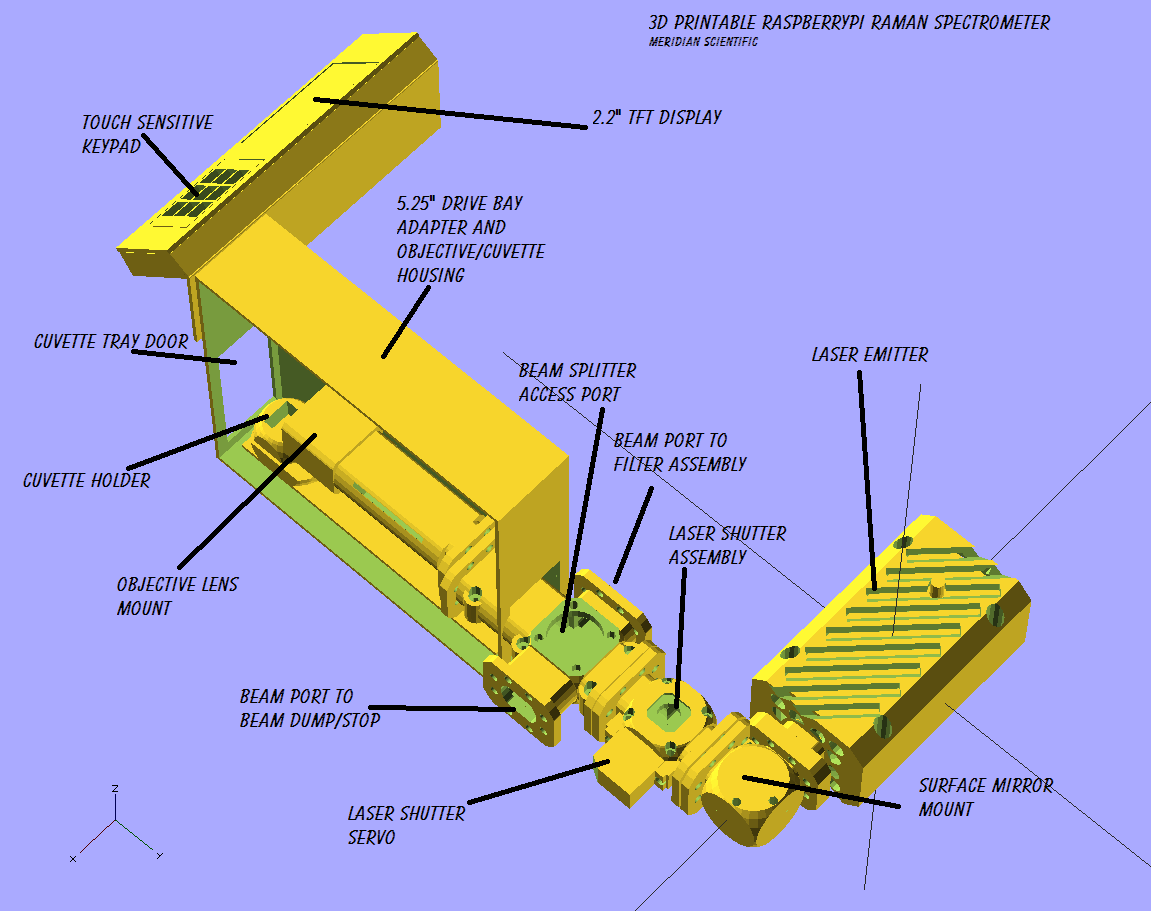 3D PRINTABLE RASPBERRYPI RAMAN SPECTROMETER
MERIDIAN SCIENTIFIC
TOUCH SENSITIVE
KEYPAD
2.2" TFT DISPLAY
5.25" DRIVE BAY
ADAPTER AND
OBJECTIVE/CUVETTE
HOUSING
CUVETTE TRAY DOOR
BEAM SPLITTER
ACCESS PORT
LASER EMITTER
BEAM PORT TO
FILTER ASSEMBLY
CUVETTE HOLDER
LASER SHUTTER
ASSEMBLY
OBJECTIVE LENS
MOUNT
BEAM PORT TO
BEAM DUMP/STOP
SURFACE MIRROR
MOUNT
LASER SHUTTER
SERVO
Z
X
Y